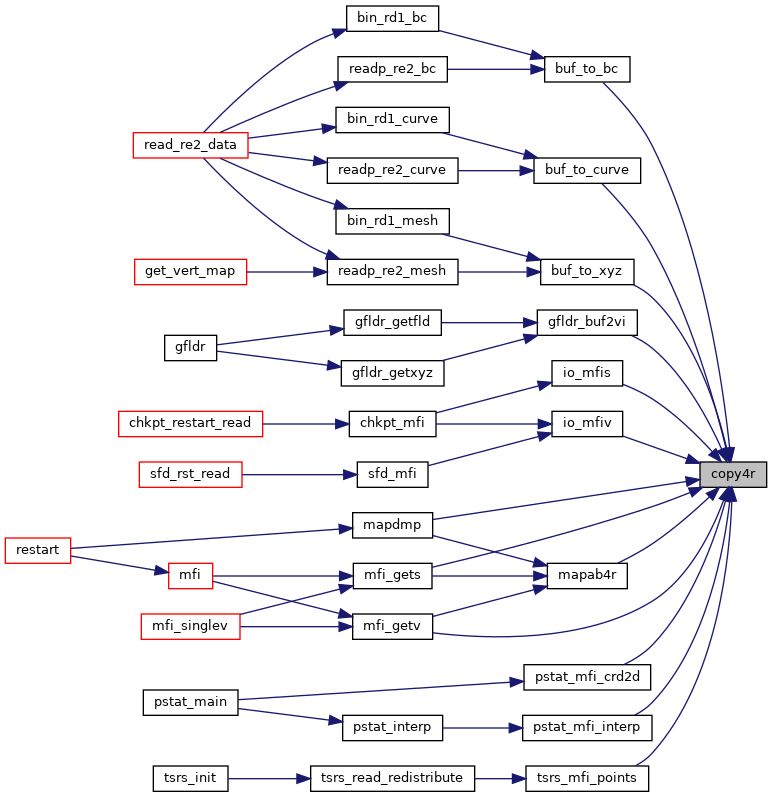 bin_rd1_bc
readp_re2_bc
buf_to_bc
bin_rd1_curve
read_re2_data
readp_re2_curve
buf_to_curve
bin_rd1_mesh
get_vert_map
readp_re2_mesh
buf_to_xyz
gfldr_getfld
gfldr_buf2vi
gfldr
gfldr_getxyz
io_mfis
chkpt_restart_read
chkpt_mfi
io_mfiv
sfd_rst_read
sfd_mfi
copy4r
mapdmp
restart
mfi
mfi_gets
mapab4r
mfi_singlev
mfi_getv
pstat_mfi_crd2d
pstat_main
pstat_interp
pstat_mfi_interp
tsrs_init
tsrs_read_redistribute
tsrs_mfi_points